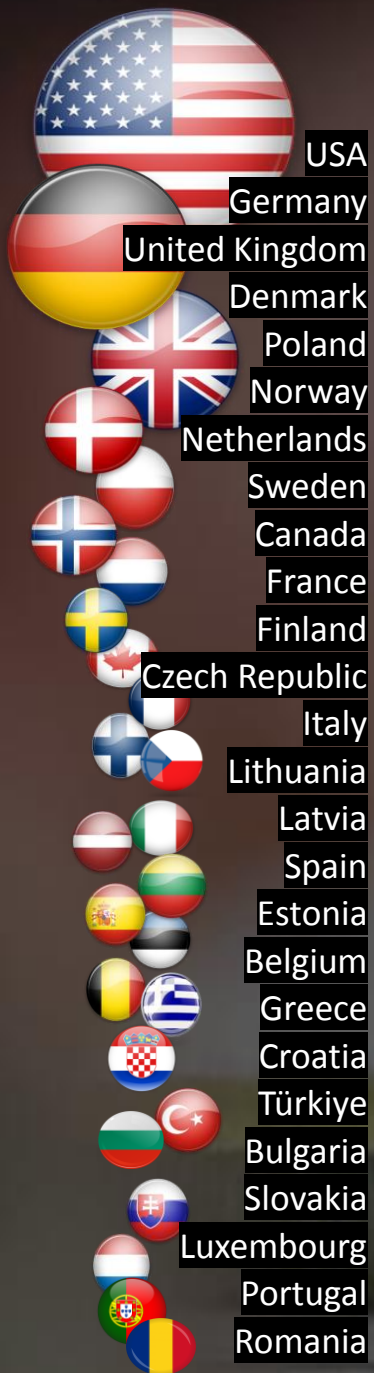 USA
Germany
United Kingdom
Denmark
Poland
Norway
Netherlands
Sweden
Canada
France
Finland
Czech Republic
Italy
Lithuania
Latvia
Spain
Estonia
Belgium
Greece
Croatia
Türkiye
Bulgaria
Slovakia
Luxembourg
Portugal
Romania